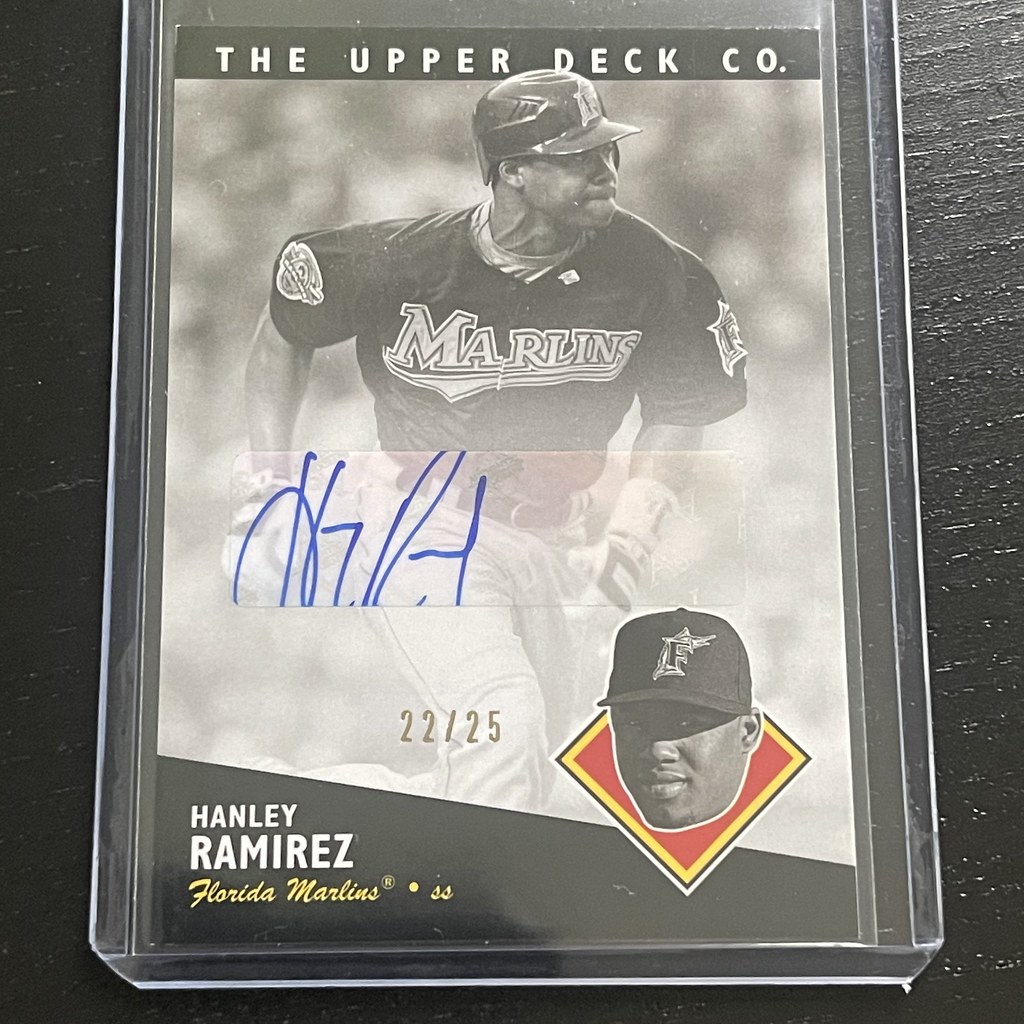 THE UPPER DECK CO.
F
MARLINS
F
F
22/25
HANLEY
RAMIREZ
Florida Marlins® • SS